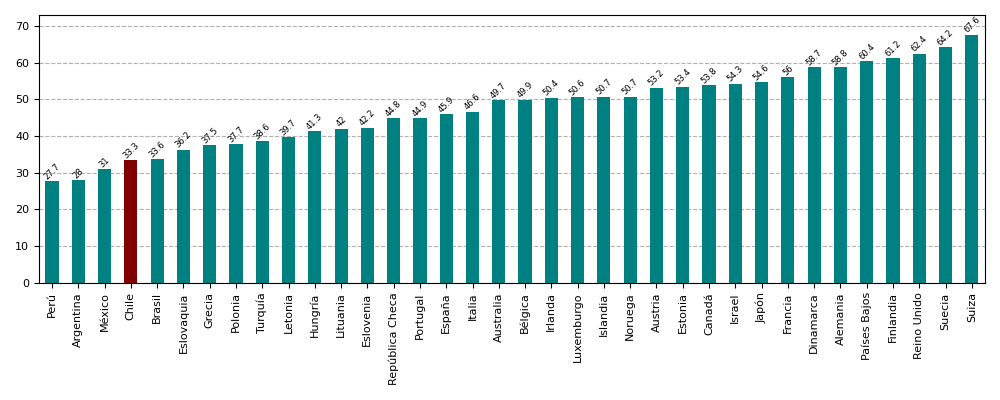 70
60
50
40
30
20
10
0
27.7
28
31
33.3
33.6
36.2
37.5
37.7
38.6
39.7
41.3
42
42.2
44.8
44.9
45.9
46.6
49.7
49.9
50.4
50.6
50.7
50.7
53.2
53.4
53.8
54.3
54.6
56
58.7
58.8
60.4
61.2
62.4
64.2
67.6
Perú
Argentina
México
Chile
Brasil
Eslovaquia
Grecia
Polonia
Turquía
Letonia
Hungría
Lituania
Eslovenia
República Checa
Portugal
España
Italia
Australia
Bélgica
Irlanda
Luxemburgo
Islandia
Noruega
Austria
Estonia
Canadá
Israel
Japón
Francia
Dinamarca
Alemania
Países Bajos
Finlandia
Reino Unido
Suecia
Suiza